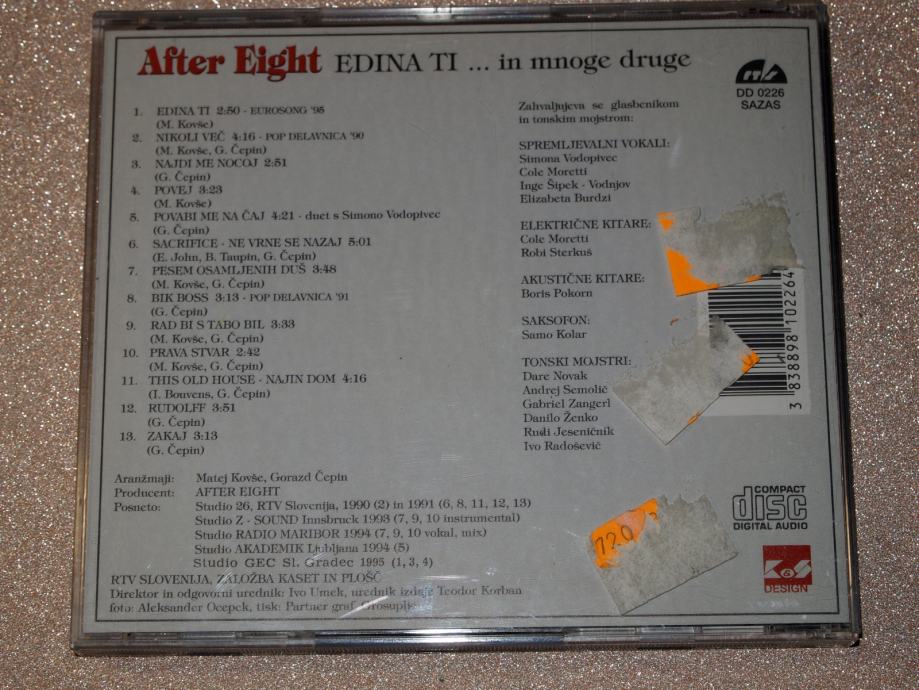 After Eight EDINA TI ... in mnoge druge
1. EDINA TI 2:50 - EUROSONG '95
(M. Kovše)
2. NIKOLI VEČ 4:16 - POP DELAVNICA '90
(M. Kovše, G. Čepin)
3. NAJDI ME NOCOJ 2:51
(G. Čepin)
4. POVEJ 3:23
(M. Kovše)
5. POVABI ME NA ČAJ 4:21 - duet s Simono Vodopivec
(G. Čepin)
6. SACRIFICE - NE VRNE SE NAZAJ 5:01
(E. John, B. Taupin, G. Čepin)
7. PESEM OSAMLJENIH DUŠ 3:48
(M. Kovše, G. Čepin)
8. BIK BOSS 3:13 - POP DELAVNICA '91
(G. Čepin)
9. RAD BI S TABO BIL 3:33
(M. Kovše, G. Čepin)
10. PRAVA STVAR 2:42
(M. Kovše, G. Čepin)
11. THIS OLD HOUSE - NAJIN DOM 4:16
(I. Bouvens, G. Čepin)
12. RUDOLFF 3:51
(G. Čepin)
13. ZAKAJ 3:13
(G. Čepin)
Aranžmaji: Matej Kovše, Gorazd Čepin
Producent: AFTER EIGHT
Posneto: Studio 26, RTV Slovenija, 1990 (2) in 1991 (6, 8, 11, 12, 13)
Studio Z - SOUND Innsbruck 1993 (7, 9, 10 instrumental)
Studio RADIO MARIBOR 1994 (7, 9, 10 vokal, mix)
Studio AKADEMIK Ljubljana 1994 (5)
Studio GEC Sl. Gradec 1995 (1, 3, 4)
RTV SLOVENIJA, ZALOŽBA KASET IN PLOŠČ
Direktor in odgovorni urednik: Ivo Umek, urednik izdaje Teodor Korban
foto: Aleksander Ocepek, tisk: Partner graf Grosuplje
Zahvaljujeva se glasbenikom
in tonskim mojstrom:
SPREMLJEVALNI VOKALI:
Simona Vodopivec
Cole Moretti
Inge Šipek - Vodnjov
Elizabeta Burdzi
ELEKTRIČNE KITARE:
Cole Moretti
Robi Sterkuš
AKUSTIČNE KITARE:
Boris Pokorn
SAKSOFON:
Samo Kolar
TONSKI MOJSTRI:
Dare Novak
Andrej Semolič
Gabriel Zangerl
Danilo Ženko
Rudi Jeseničnik
Ivo Radošević
DD 0226
SAZAS
3 838898 102264
COMPACT
disc
DIGITAL AUDIO
K S
DESIGN